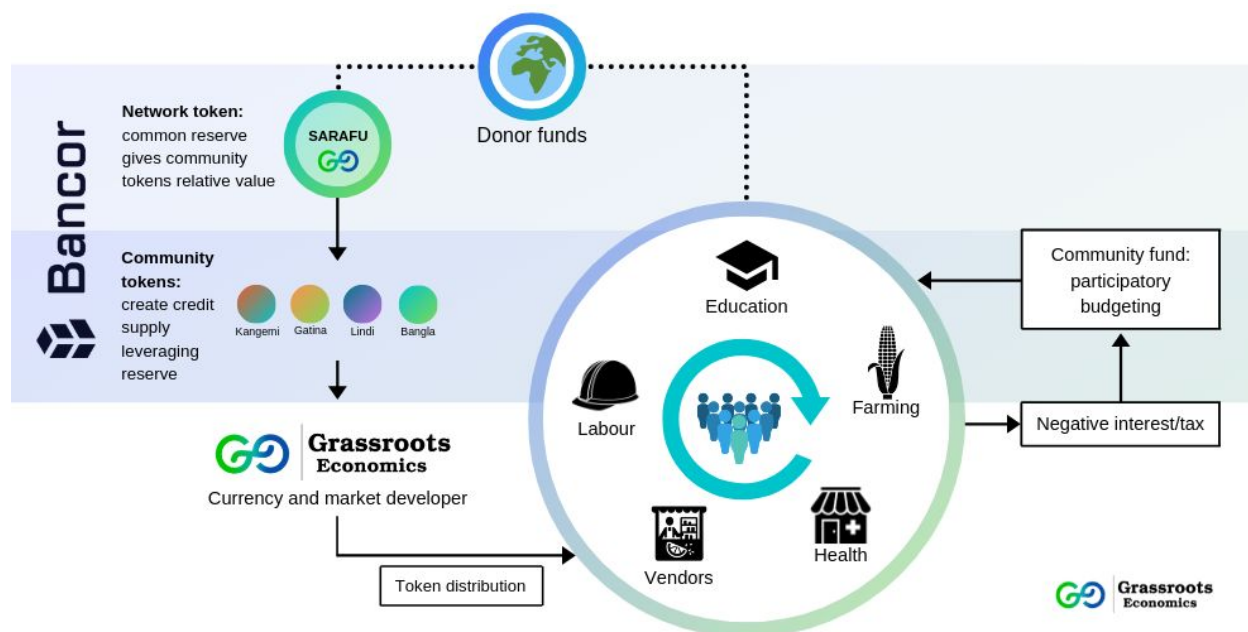 Bancor
Network token:
common reserve
gives community
tokens relative value
SARAFU
Donor funds
Community
tokens:
create credit
supply
leveraging
reserve
Kangemi
Gatina
Lindi
Bangla
Grassroots
Economics
Currency and market developer
Token distribution
Education
Farming
Labour
Health
Vendors
Community fund:
participatory
budgeting
Negative interest/tax
Grassroots
Economics